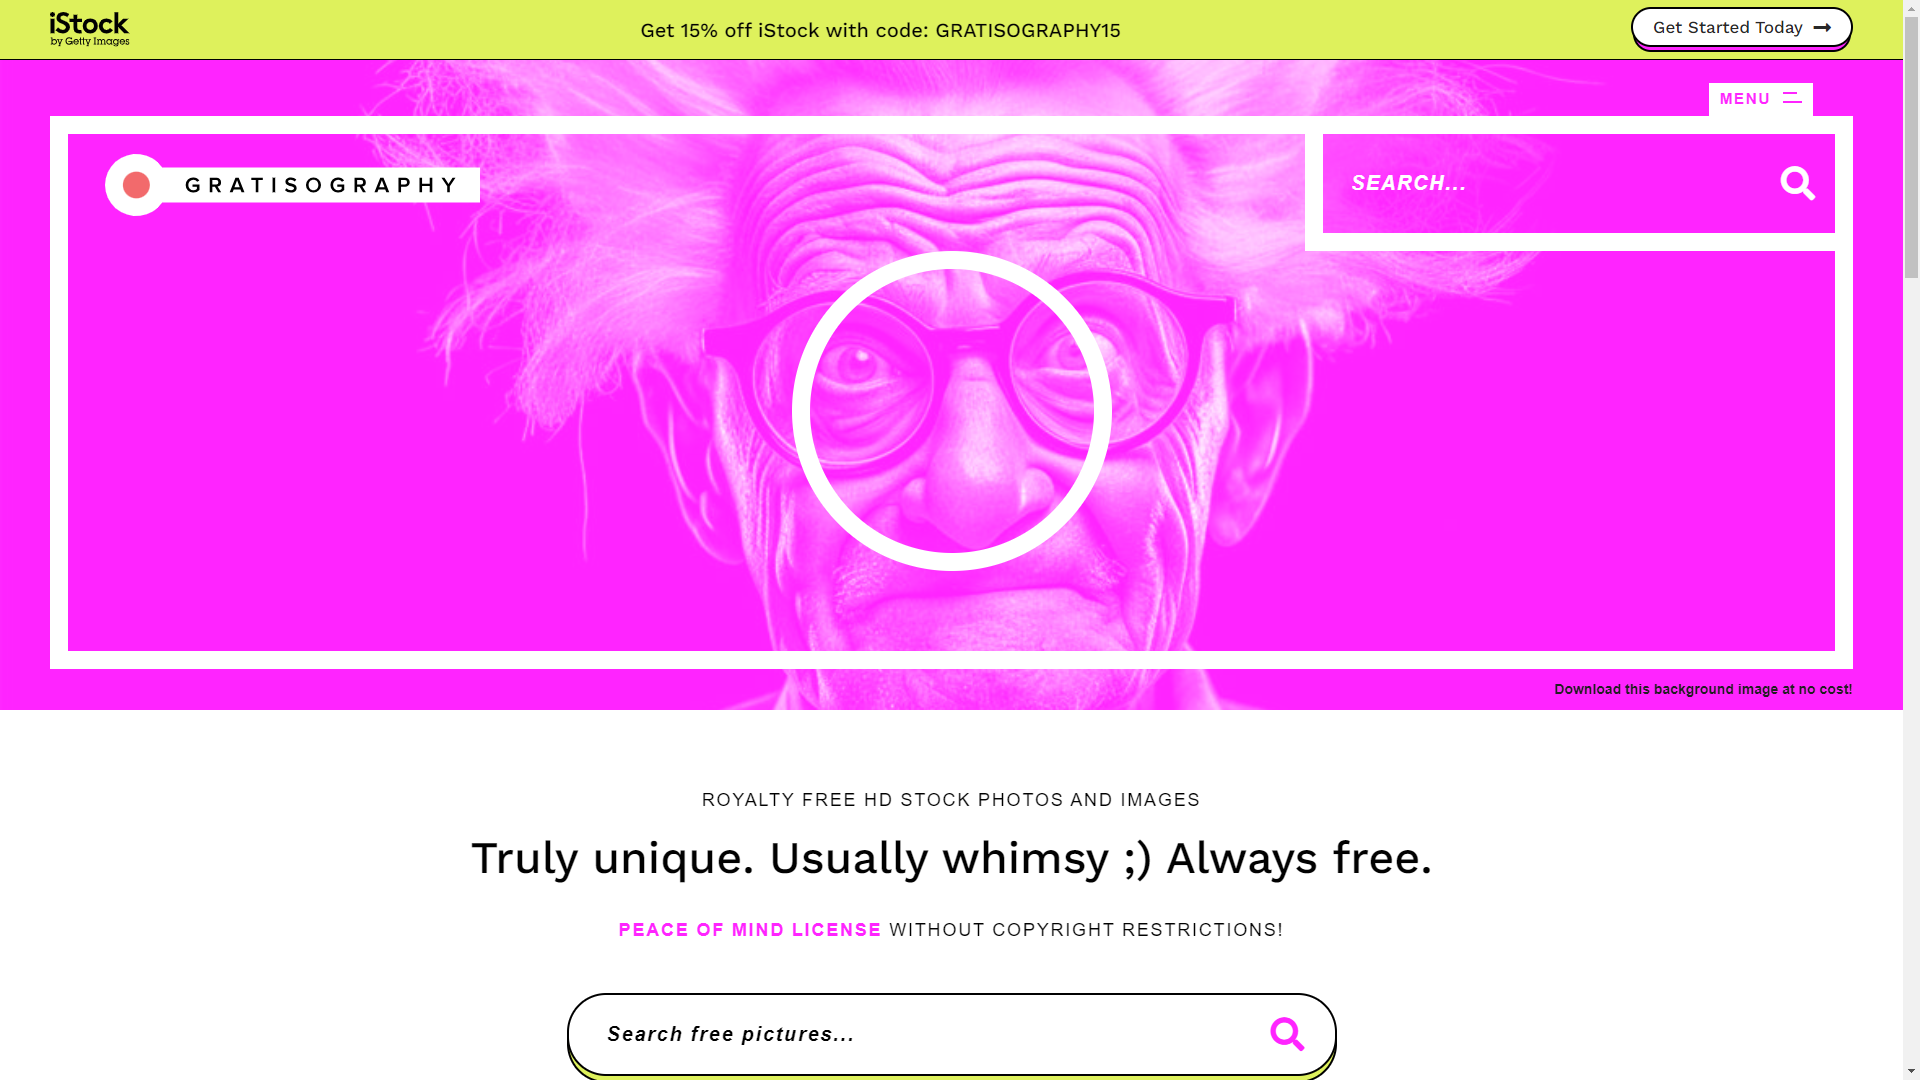 iStock
by Getty Images
Get 15% off iStock with code: GRATISOGRAPHY15
Get Started Today
MENU
GRATISOGRAPHY
SEARCH...
Download this background image at no cost!
ROYALTY FREE HD STOCK PHOTOS AND IMAGES
Truly unique. Usually whimsy ;) Always free.
PEACE OF MIND LICENSE WITHOUT COPYRIGHT RESTRICTIONS!
Search free pictures...